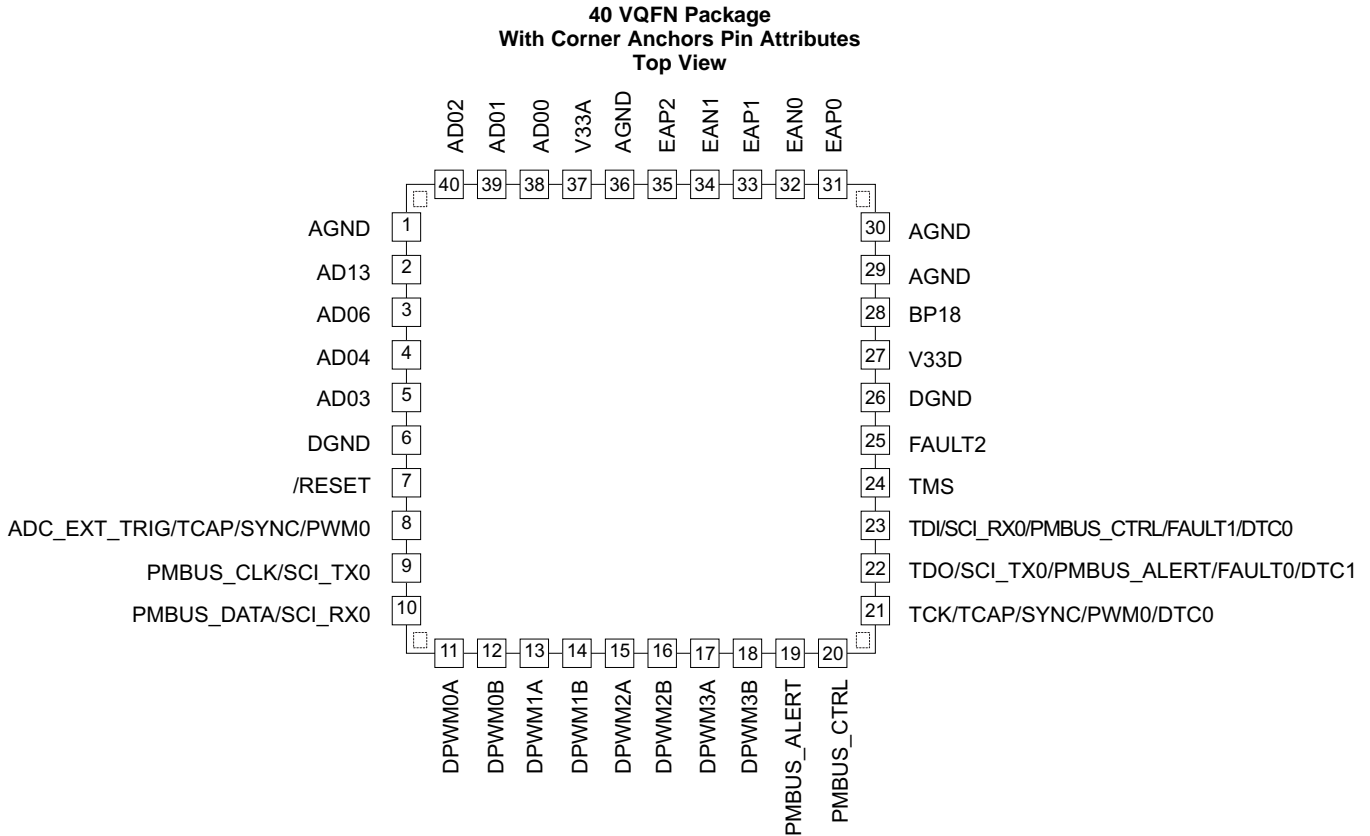 40 VQFN Package
With Corner Anchors Pin Attributes
Top View
AD02
AD01
AD00
V33A
AGND
EAP2
EAN1
EAP1
EAN0
EAP0
40
39
38
37
36
35
34
33
32
31
AGND 1
30 AGND
AD13 2
29 AGND
AD06 3
28 BP18
AD04 4
27 V33D
AD03 5
26 DGND
DGND 6
25 FAULT2
/RESET 7
24 TMS
ADC_EXT_TRIG/TCAP/SYNC/PWM0 8
23 TDI/SCI_RX0/PMBUS_CTRL/FAULT1/DTC0
PMBUS_CLK/SCI_TX0 9
22 TDO/SCI_TX0/PMBUS_ALERT/FAULT0/DTC1
PMBUS_DATA/SCI_RX0 10
21 TCK/TCAP/SYNC/PWM0/DTC0
11
12
13
14
15
16
17
18
19
20
DPWM0A
DPWM0B
DPWM1A
DPWM1B
DPWM2A
DPWM2B
DPWM3A
DPWM3B
PMBUS_ALERT
PMBUS_CTRL